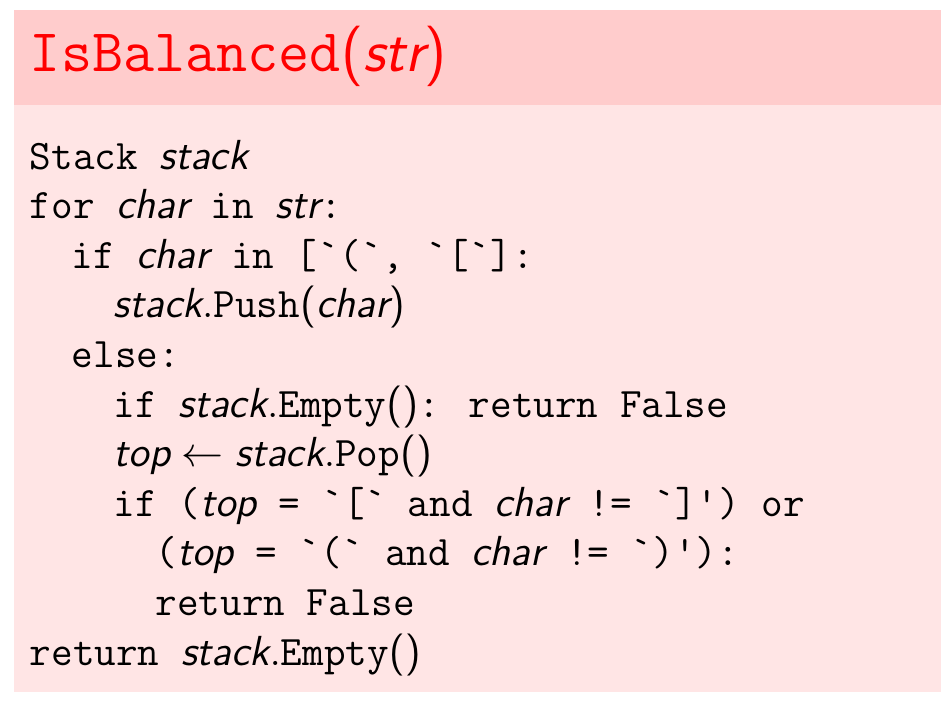 IsBalanced(str)
Stack stack
for char in str:
if char in [`(`, `[`]:
stack.Push(char)
else:
if stack.Empty(): return False
top ← stack.Pop()
if (top = `[` and char != `]') or
(top = `(` and char != `)'):
return False
return stack.Empty()